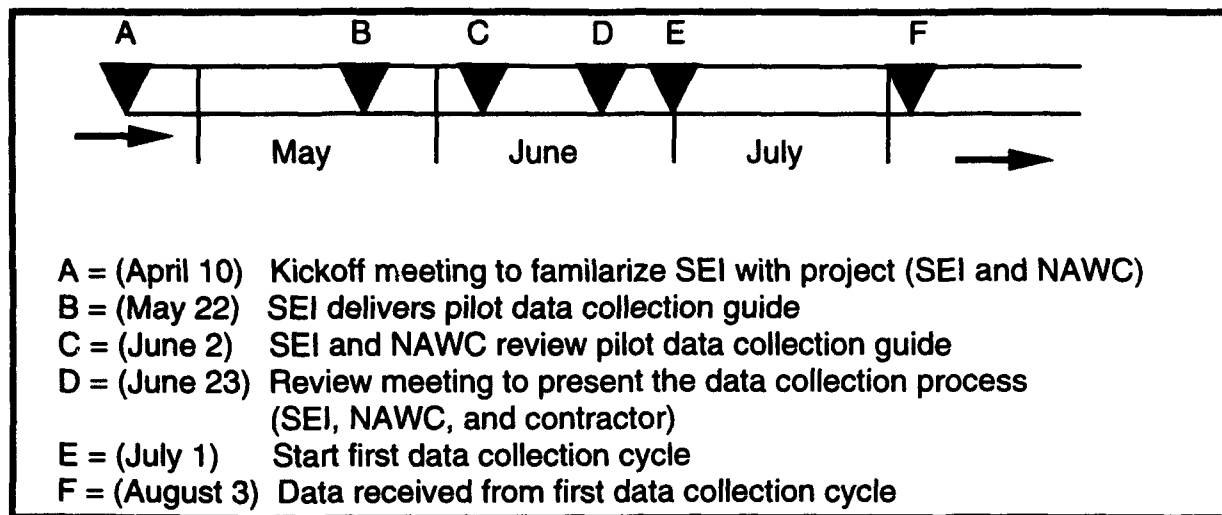 A B C D E F
May June July
A = (April 10) Kickoff meeting to familarize SEI with project (SEI and NAWC)
B = (May 22) SEI delivers pilot data collection guide
C = (June 2) SEI and NAWC review pilot data collection guide
D = (June 23) Review meeting to present the data collection process
(SEI, NAWC, and contractor)
E = (July 1) Start first data collection cycle
F = (August 3) Data received from first data collection cycle